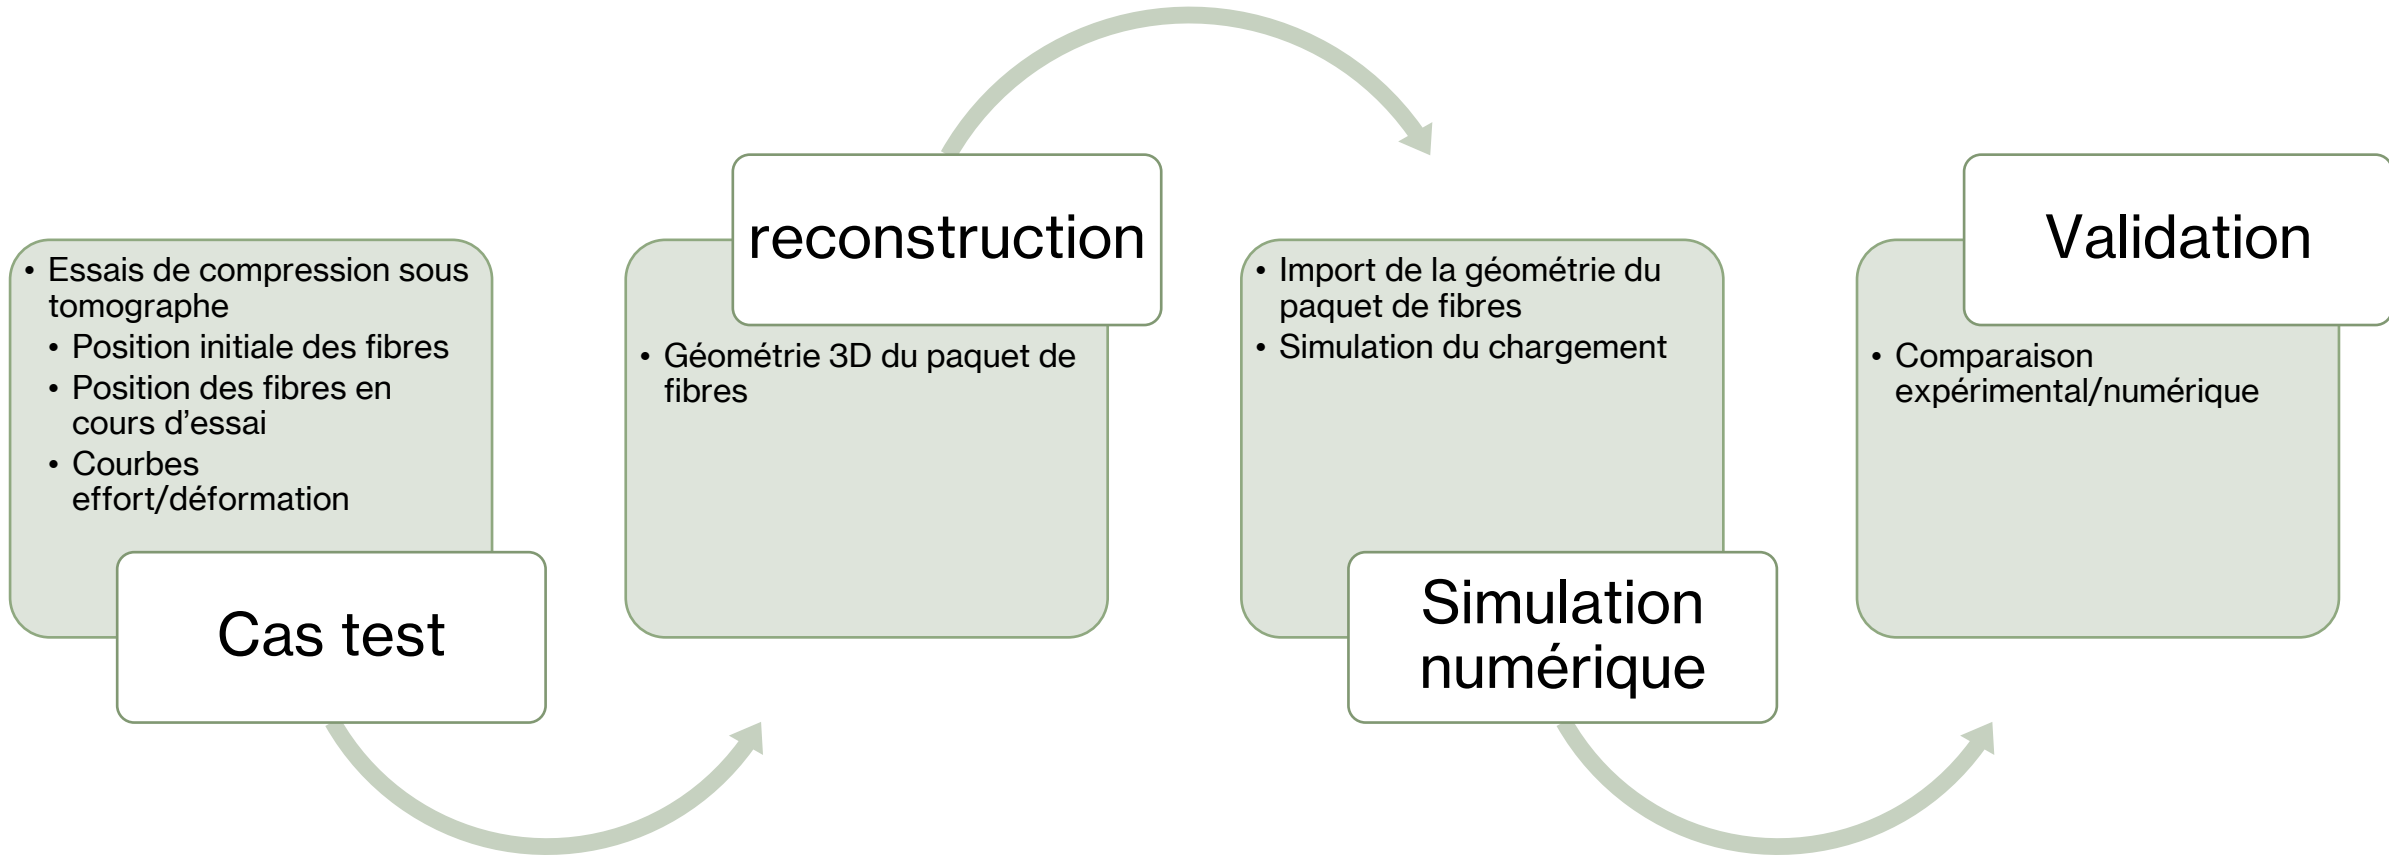 • Essais de compression sous
tomographe
• Position initiale des fibres
• Position des fibres en
cours d’essai
• Courbes
effort/déformation
Cas test
reconstruction
• Géométrie 3D du paquet de
fibres
• Import de la géométrie du
paquet de fibres
• Simulation du chargement
Simulation
numérique
Validation
• Comparaison
expérimental/numérique